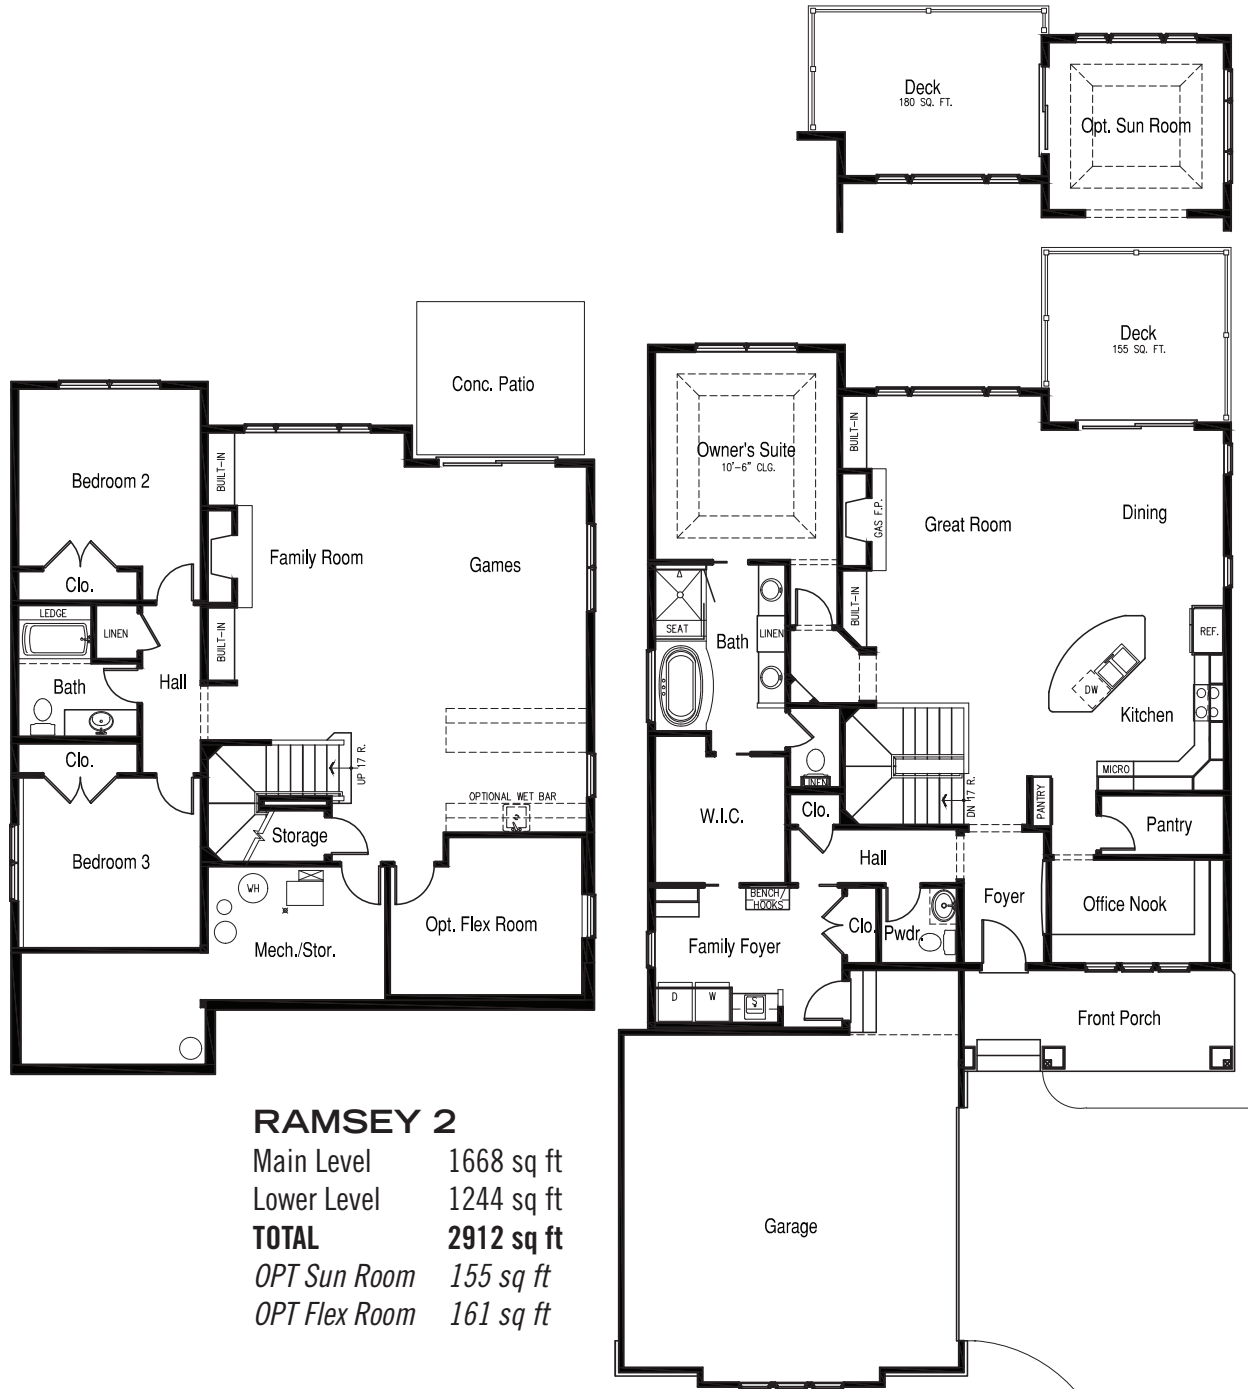 Deck
180 SQ. FT.
Opt. Sun Room
Deck
155 SQ. FT.
Conc. Patio
Bedroom 2
BUILT-IN
Family Room
Games
Clo.
LEDGE
LINEN
BUILT-IN
Bath
Hall
Clo.
UP 17 R.
OPTIONAL WET BAR
Storage
Bedroom 3
WH
Opt. Flex Room
Mech./Stor.
Owner's Suite
10'-6" CLG.
BUILT-IN
GAS F.P.
Great Room
Dining
BUILT-IN
SEAT
LINEN
Bath
REF.
DW
Kitchen
MICRO
LINEN
DN 17 R.
PANTRY
W.I.C.
Clo.
Pantry
Hall
BENCH/
HOOKS
Foyer
Office Nook
Clo.
Pwdr.
Family Foyer
D
W
S
Front Porch
Garage
RAMSEY 2
Main Level 1668 sq ft
Lower Level 1244 sq ft
TOTAL 2912 sq ft
OPT Sun Room 155 sq ft
OPT Flex Room 161 sq ft